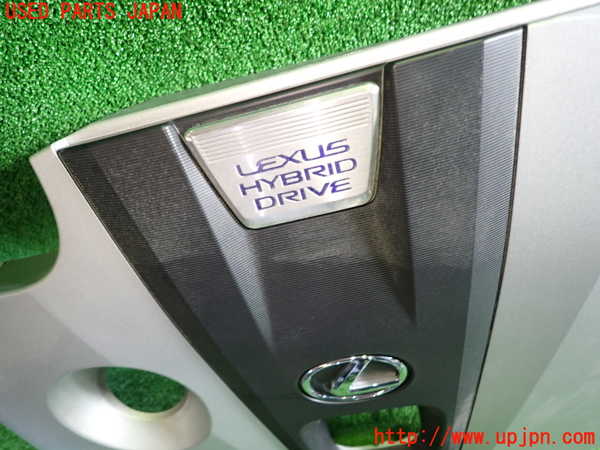 USED PARTS JAPAN
LEXUS
HYBRID
DRIVE
http://www.upjpn.com/